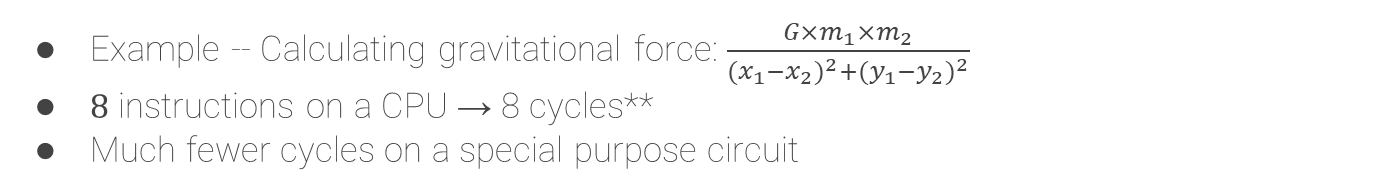 ● Example -- Calculating gravitational force: G×m₁×m₂ / (x₁−x₂)²+(y₁−y₂)²
● 8 instructions on a CPU → 8 cycles**
● Much fewer cycles on a special purpose circuit